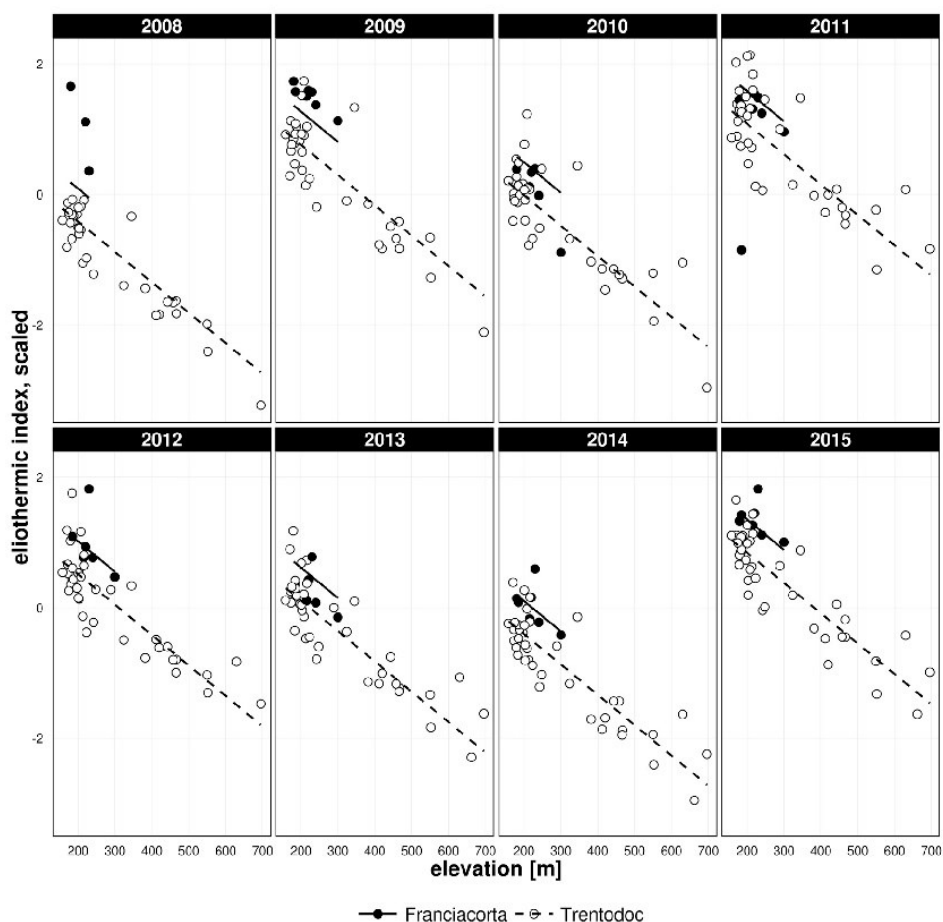 2008 2009 2010 2011
2
0
-2
2012 2013 2014 2015
2
0
-2
eliothermic index, scaled
200 300 400 500 600 700 200 300 400 500 600 700 200 300 400 500 600 700 200 300 400 500 600 700
elevation [m]
Franciacorta Trentodoc